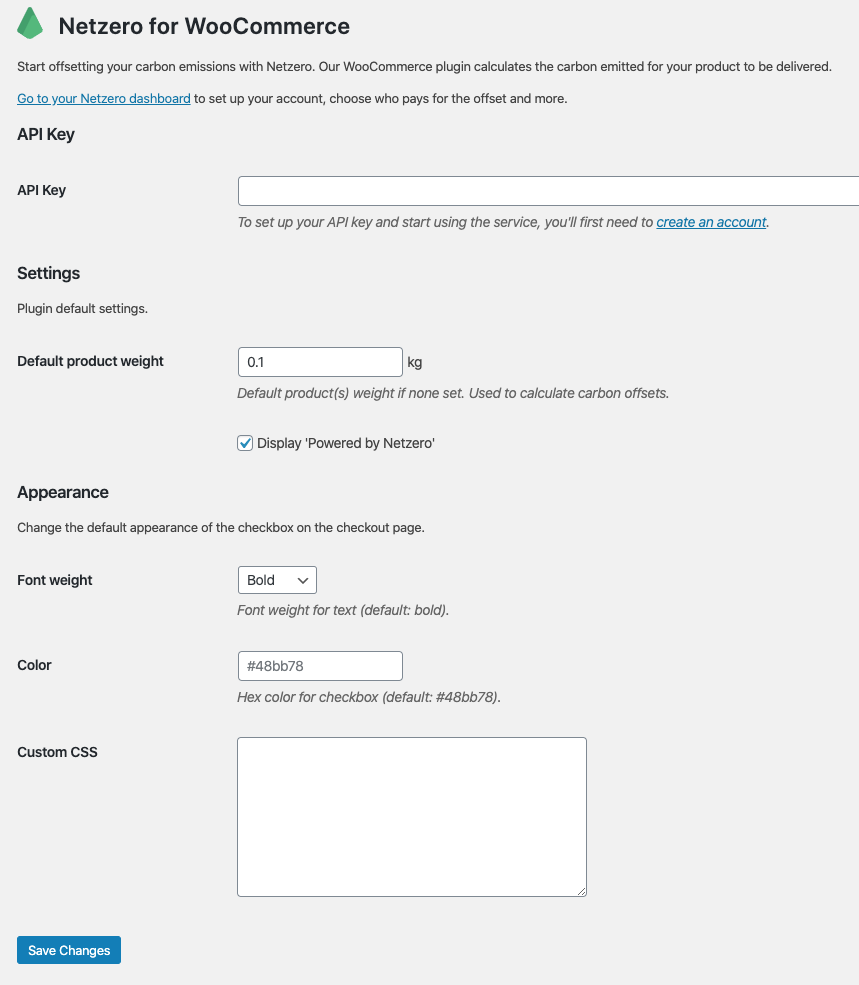 Netzero for WooCommerce
Start offsetting your carbon emissions with Netzero. Our WooCommerce plugin calculates the carbon emitted for your product to be delivered.
Go to your Netzero dashboard to set up your account, choose who pays for the offset and more.
API Key
API Key
To set up your API key and start using the service, you'll first need to create an account.
Settings
Plugin default settings.
Default product weight
0.1 kg
Default product(s) weight if none set. Used to calculate carbon offsets.
Display 'Powered by Netzero'
Appearance
Change the default appearance of the checkbox on the checkout page.
Font weight
Bold
Font weight for text (default: bold).
Color
#48bb78
Hex color for checkbox (default: #48bb78).
Custom CSS
Save Changes